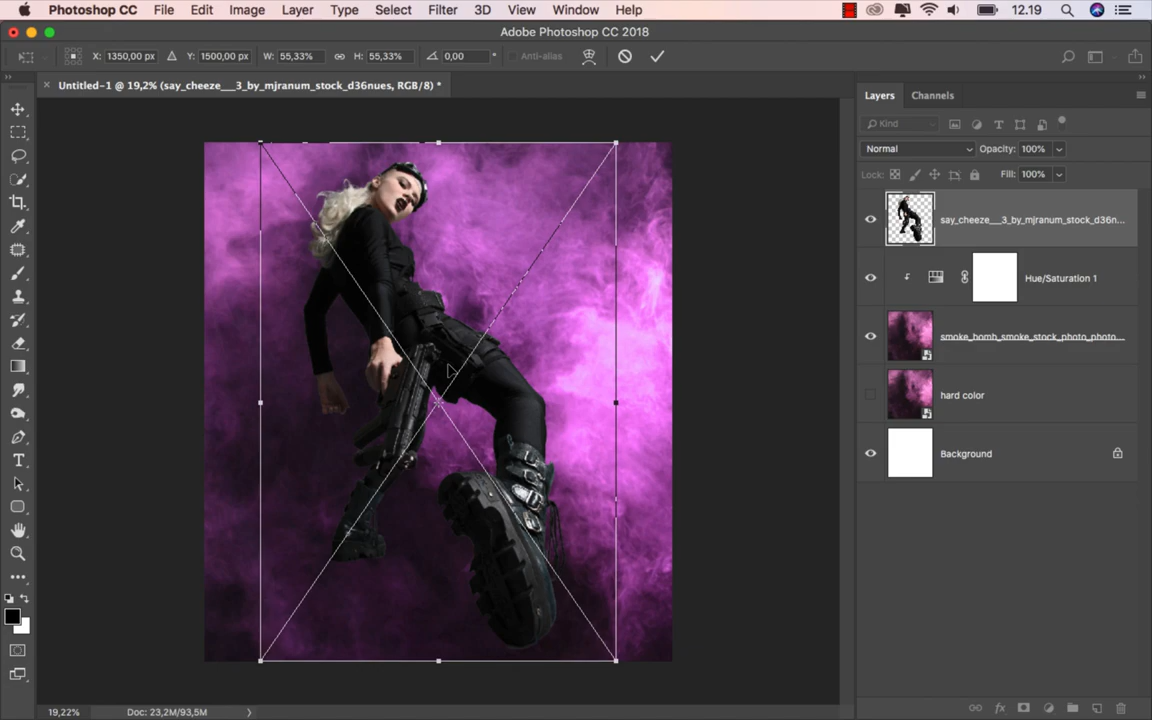 Photoshop CC File Edit Image Layer Type Select Filter 3D View Window Help 12.19
Adobe Photoshop CC 2018
X: 1350,00 px Y: 1500,00 px W: 55,33% H: 55,33% 0,00 ° Anti-alias
Untitled-1 @ 19,2% (say_cheeze__3_by_mjranum_stock_d36nues, RGB/8) *
Layers Channels
Kind
Normal Opacity: 100%
Lock: Fill: 100%
say_cheeze__3_by_mjranum_stock_d36n...
Hue/Saturation 1
smoke_bomb_smoke_stock_photo_photo...
hard color
Background
19,22% Doc: 23,2M/93,5M